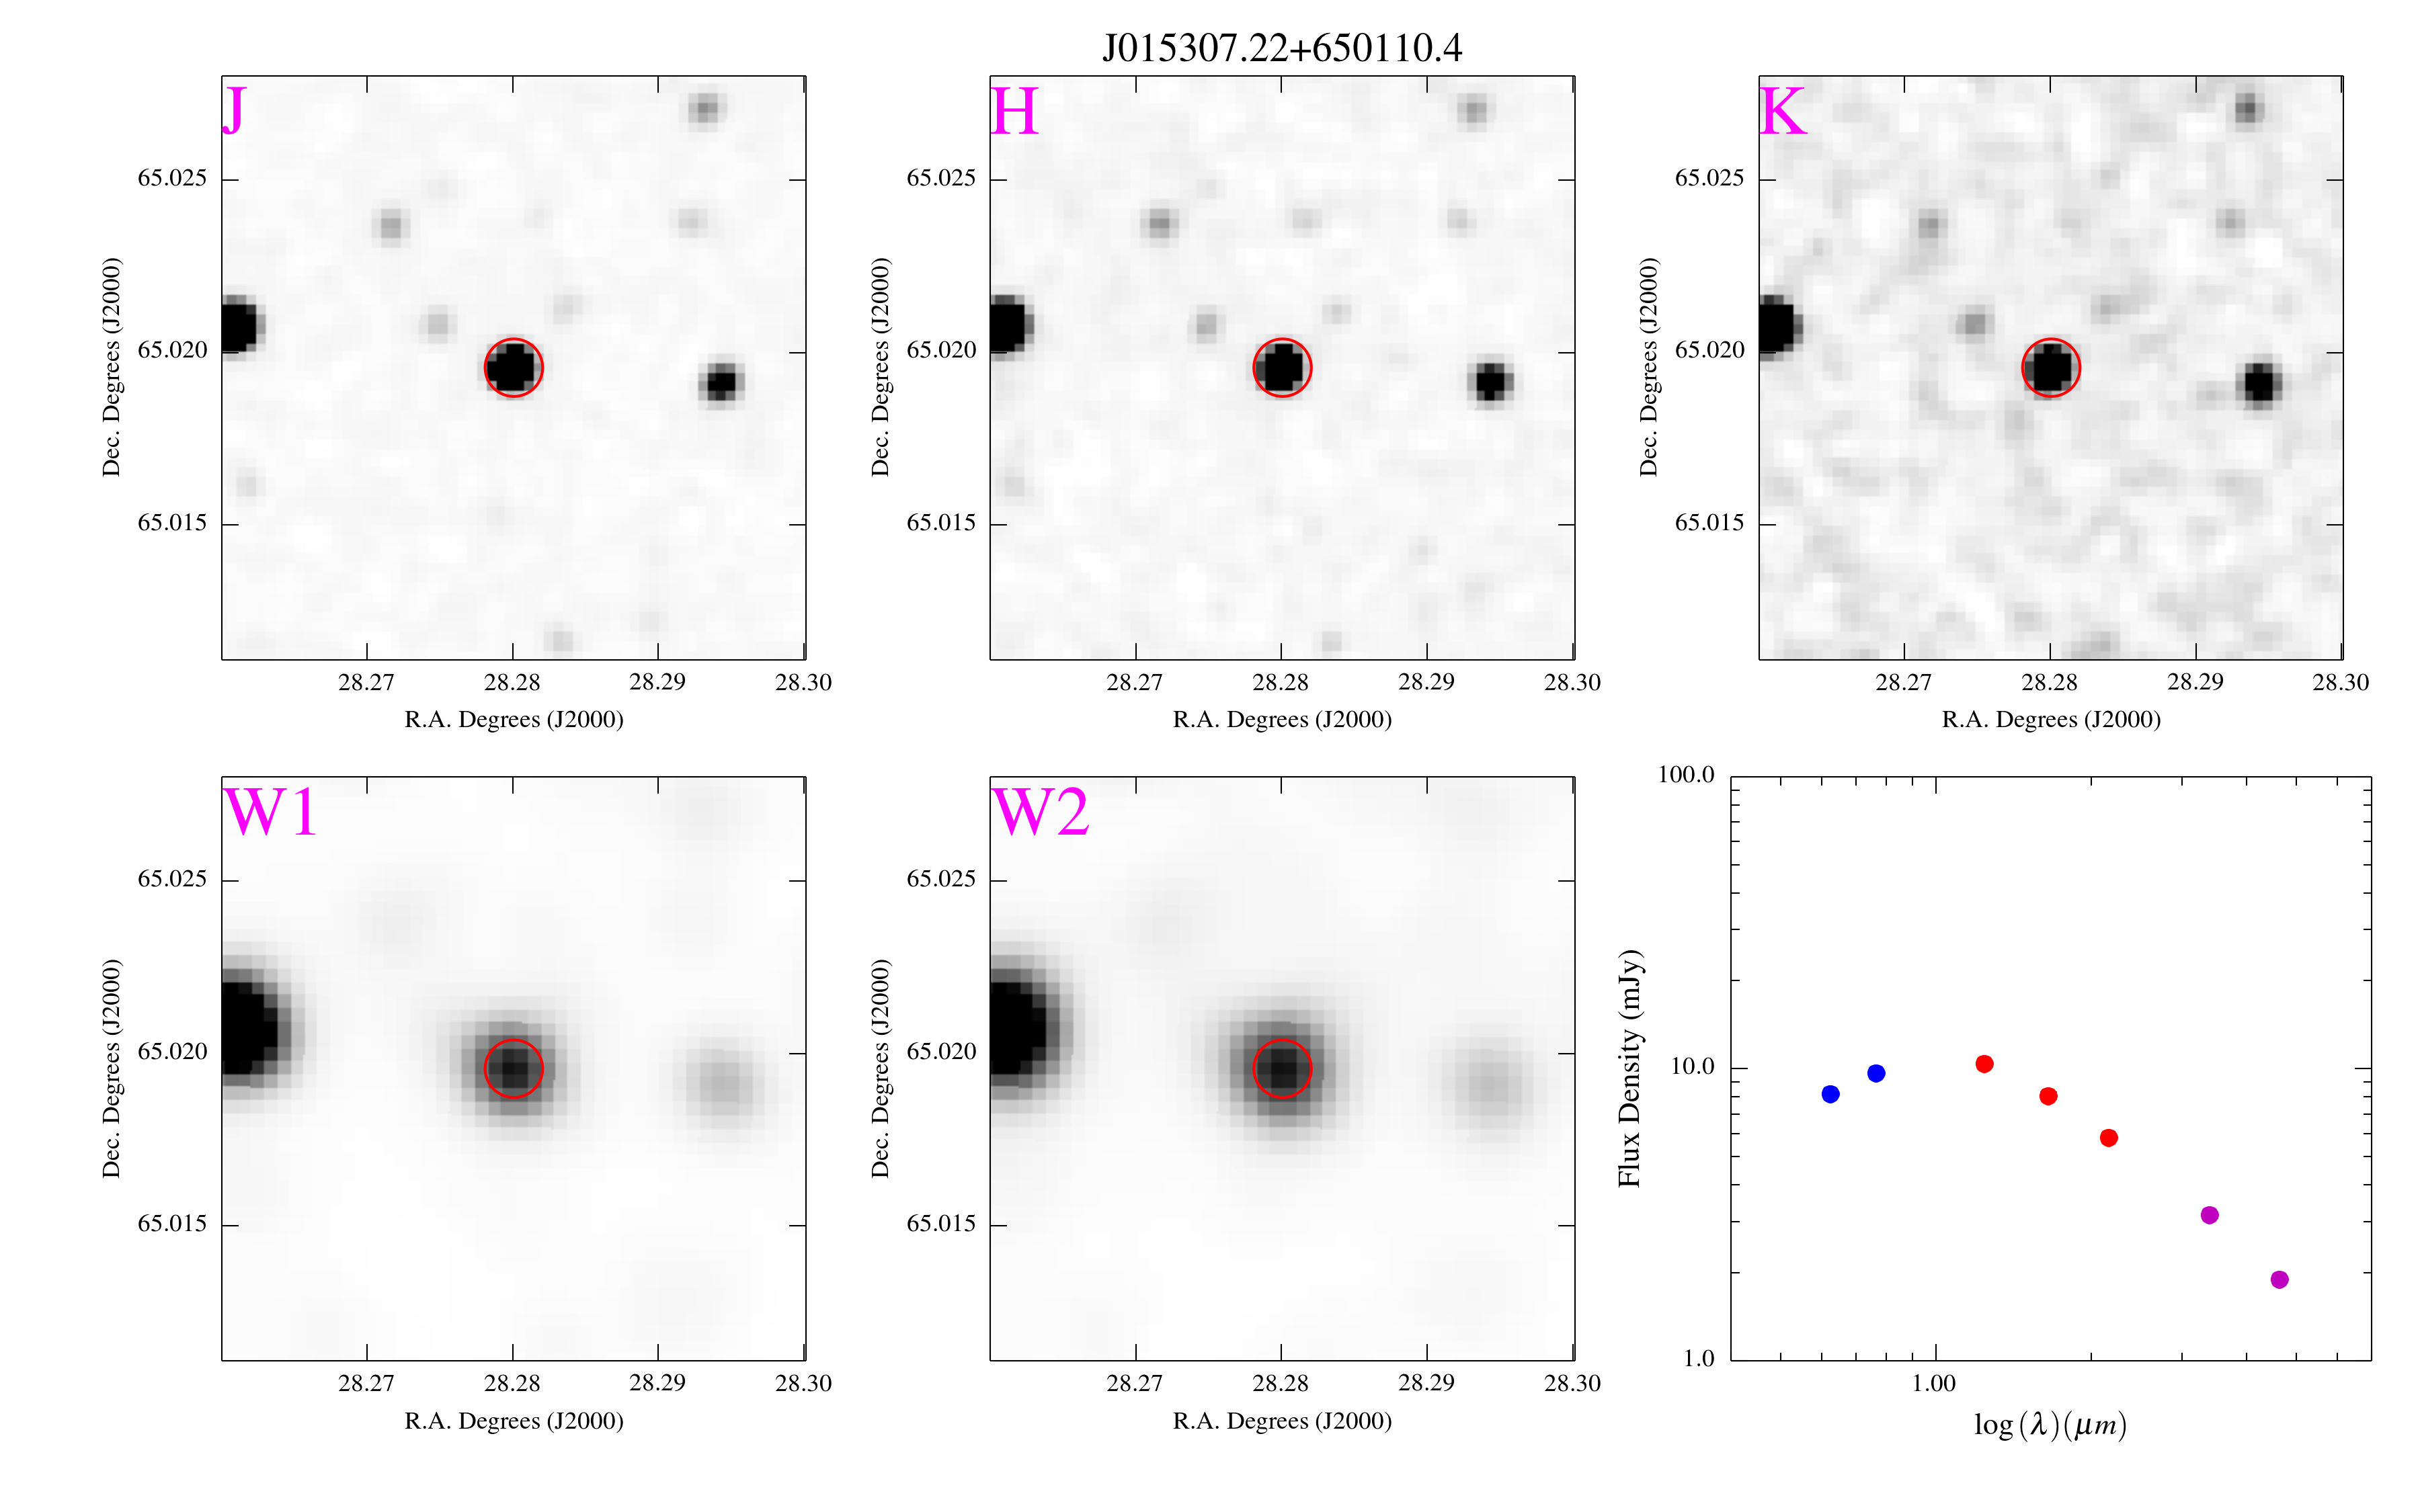 J015307.22+650110.4
J
65.025
65.020
65.015
Dec. Degrees (J2000)
28.27 28.28 28.29 28.30
R.A. Degrees (J2000)
H
65.025
65.020
65.015
Dec. Degrees (J2000)
28.27 28.28 28.29 28.30
R.A. Degrees (J2000)
K
65.025
65.020
65.015
Dec. Degrees (J2000)
28.27 28.28 28.29 28.30
R.A. Degrees (J2000)
W1
65.025
65.020
65.015
Dec. Degrees (J2000)
28.27 28.28 28.29 28.30
R.A. Degrees (J2000)
W2
65.025
65.020
65.015
Dec. Degrees (J2000)
28.27 28.28 28.29 28.30
R.A. Degrees (J2000)
100.0
10.0
1.0
Flux Density (mJy)
1.00
log(λ)(μm)